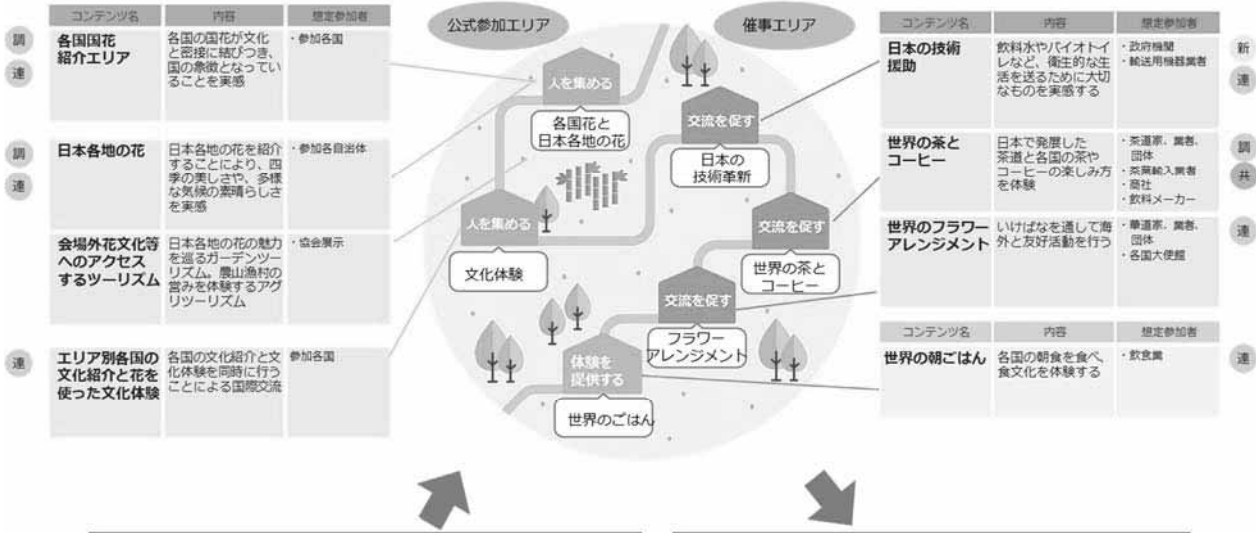 コンテンツ名 内容 想定参加者
調
連
各国国花
紹介エリア
各国の国花が文化
と密接に結びつき、
国の象徴となってい
ることを実感
・参加各国
調
連
日本各地の花
日本各地の花を紹介
することにより、四
季の美しさや、多様
な気候の素晴らしさ
を実感
・参加各自治体
会場外花文化等
へのアクセス
するツーリズム
日本各地の花の魅力
を巡るガーデンツー
リズム。農山漁村の
営みを体験するアグ
リツーリズム
・協会展示
連
エリア別各国の
文化紹介と花を
使った文化体験
各国の文化紹介と文
化体験を同時に行う
ことによる国際交流
参加各国
公式参加エリア
催事エリア
人を集める
各国花と
日本各地の花
交流を促す
日本の
技術革新
人を集める
文化体験
交流を促す
世界の茶と
コーヒー
交流を促す
フラワー
アレンジメント
体験を
提供する
世界のごはん
コンテンツ名 内容 想定参加者
日本の技術
援助
飲料水やバイオトイ
レなど、衛生的な生
活を送るために大切
なものを実感する
・政府機関
・輸送用機器業者
新
連
世界の茶と
コーヒー
日本で発展した
茶道と各国の茶や
コーヒーの楽しみ方
を体験
・茶道家、業者、
団体
・茶葉輸入業者
・商社
・飲料メーカー
調
共
世界のフラワー
アレンジメント
いけばなを通して海
外と友好活動を行う
・華道家、業者、
団体
・各国大使館
連
コンテンツ名 内容 想定参加者
世界の朝ごはん
各国の朝食を食べ、
食文化を体験する
・飲食業
連